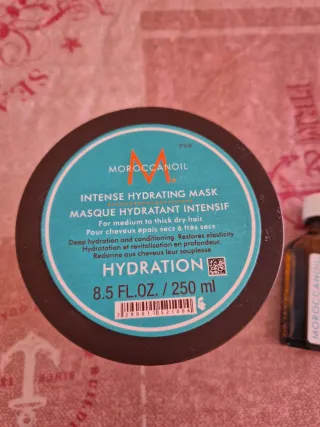 M
MOROCCANOIL
INTENSE HYDRATING MASK
MASQUE HYDRATANT INTENSIF
For medium to thick dry hair
Pour cheveux épais secs à très secs
Deep hydration and conditioning. Restores elasticity
Hydratation et revitalisation en profondeur.
Redonne aux cheveux leur souplesse.
HYDRATION
8.5 FL.OZ. / 250 ml
MOROCCANOIL